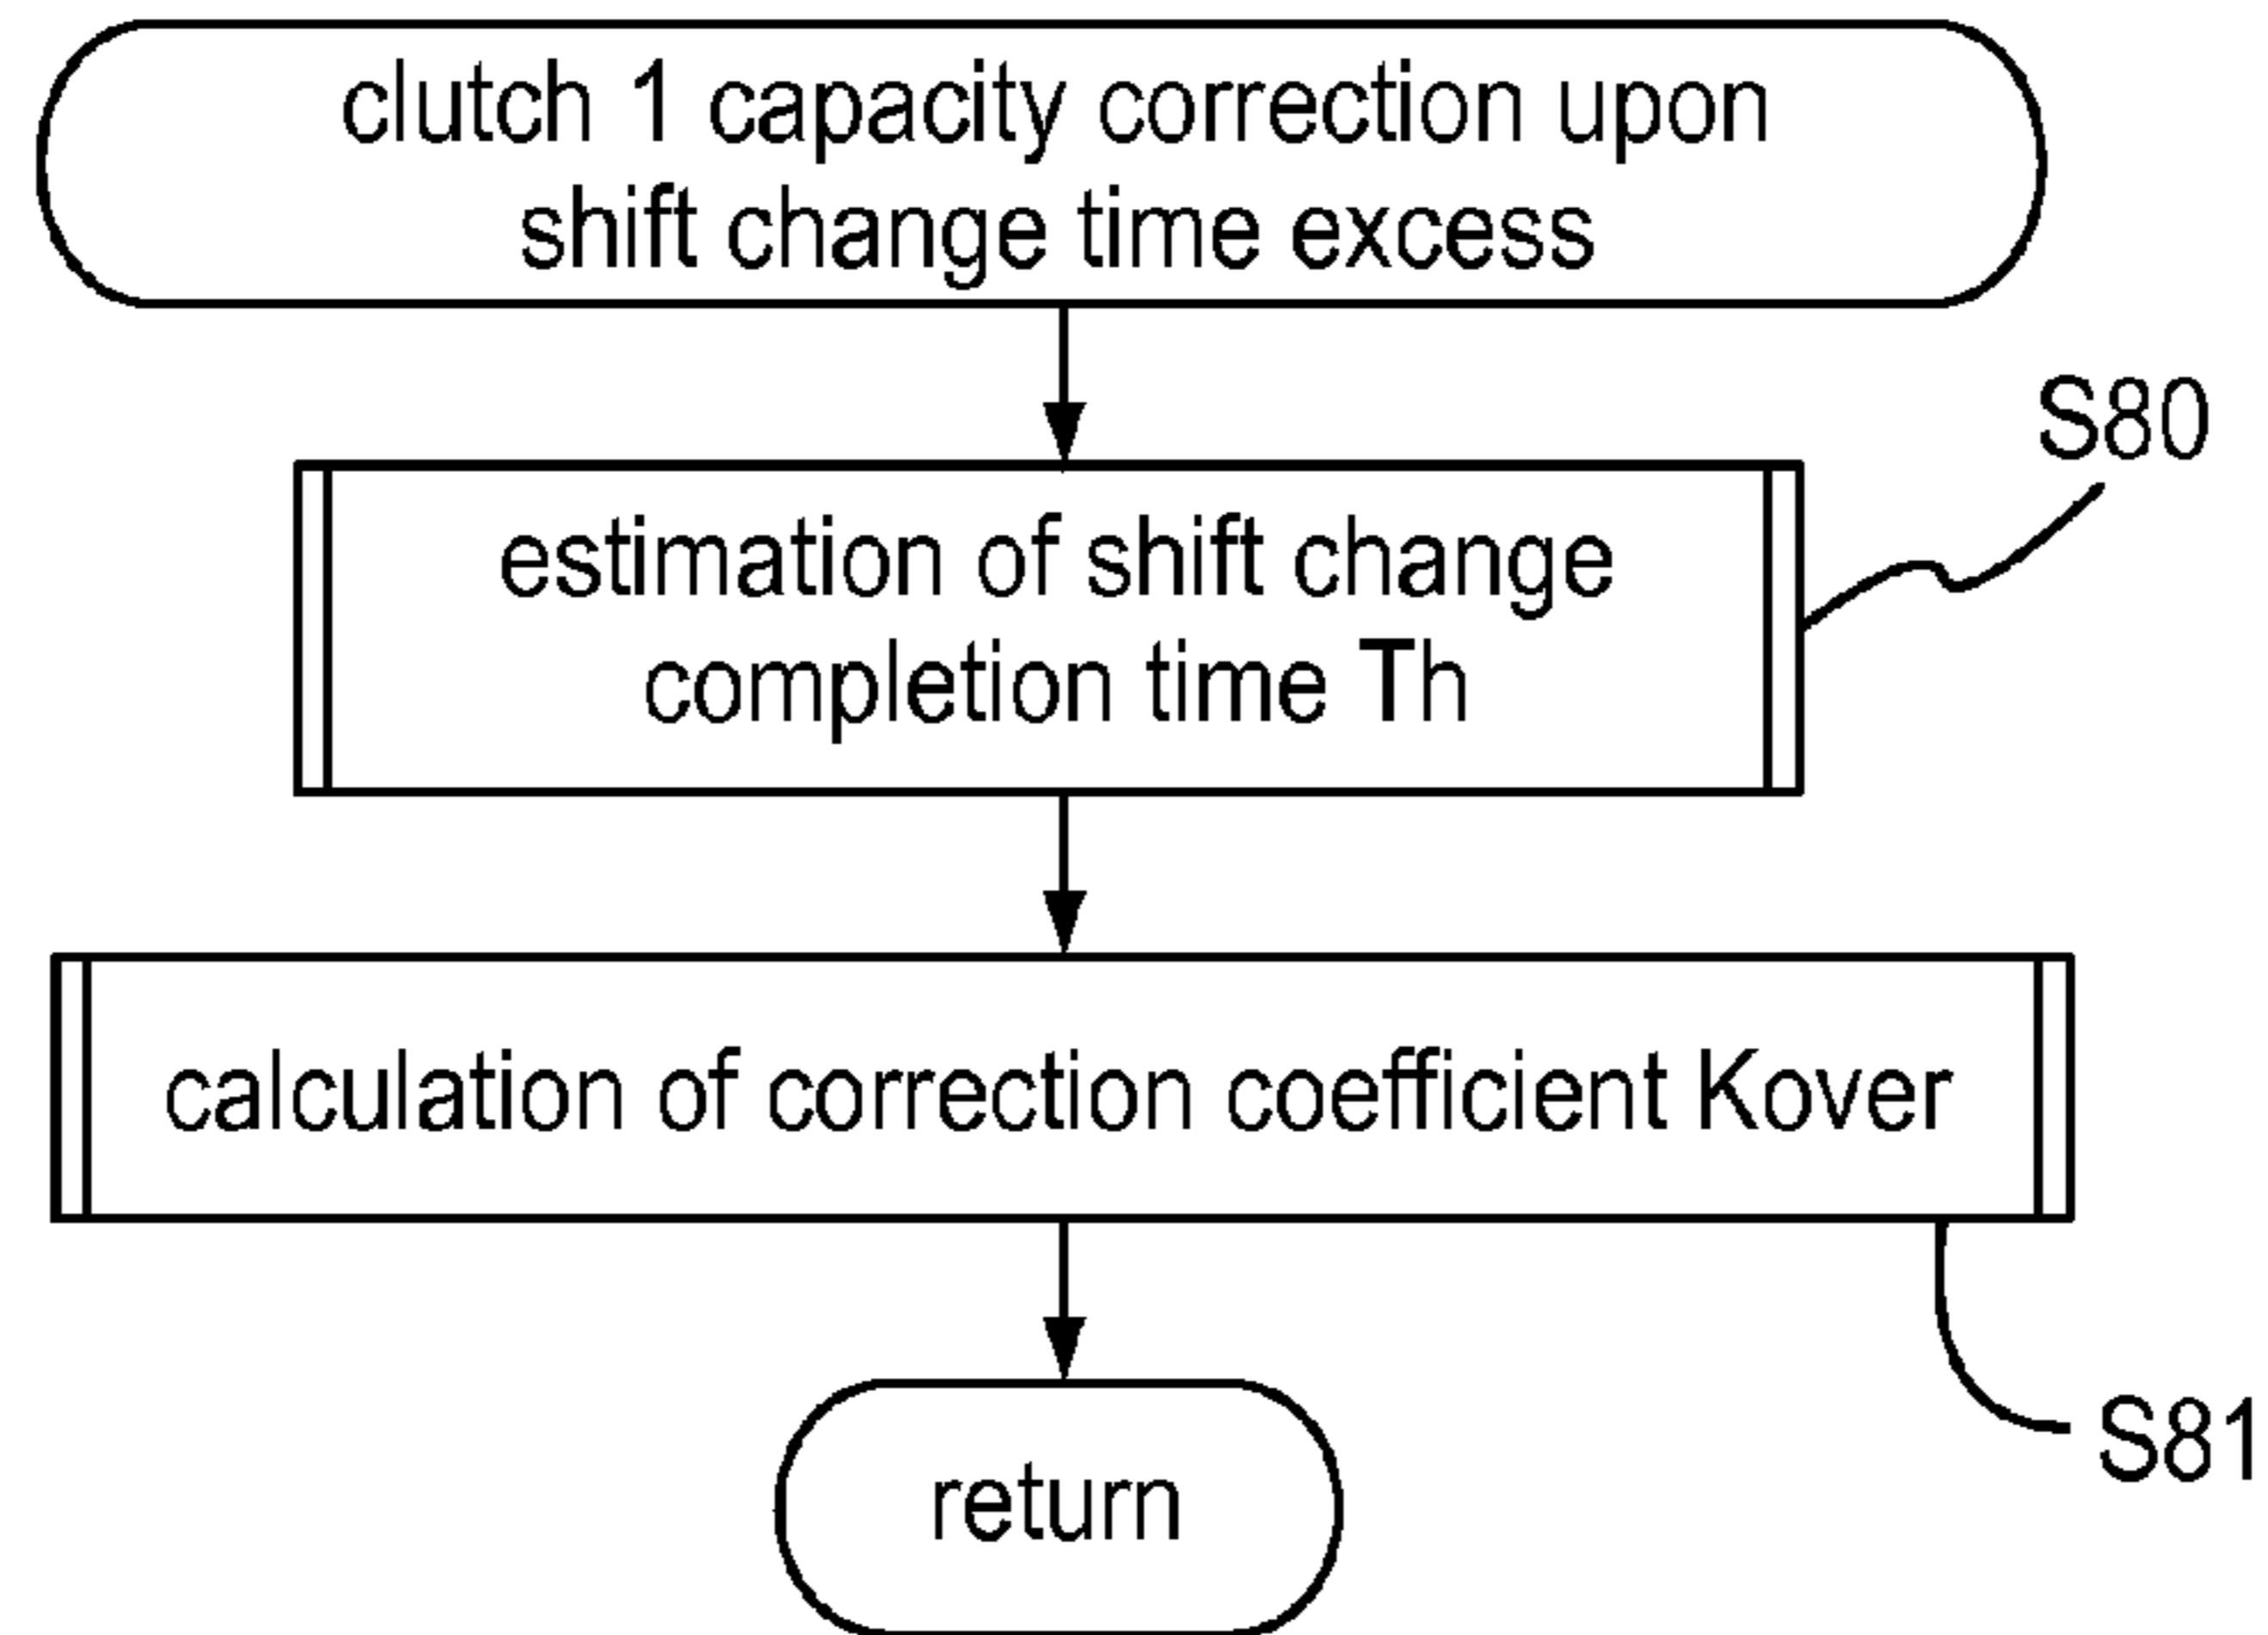 clutch 1 capacity correction upon
shift change time excess
S80
estimation of shift change
completion time Th
calculation of correction coefficient Kover
S81
return